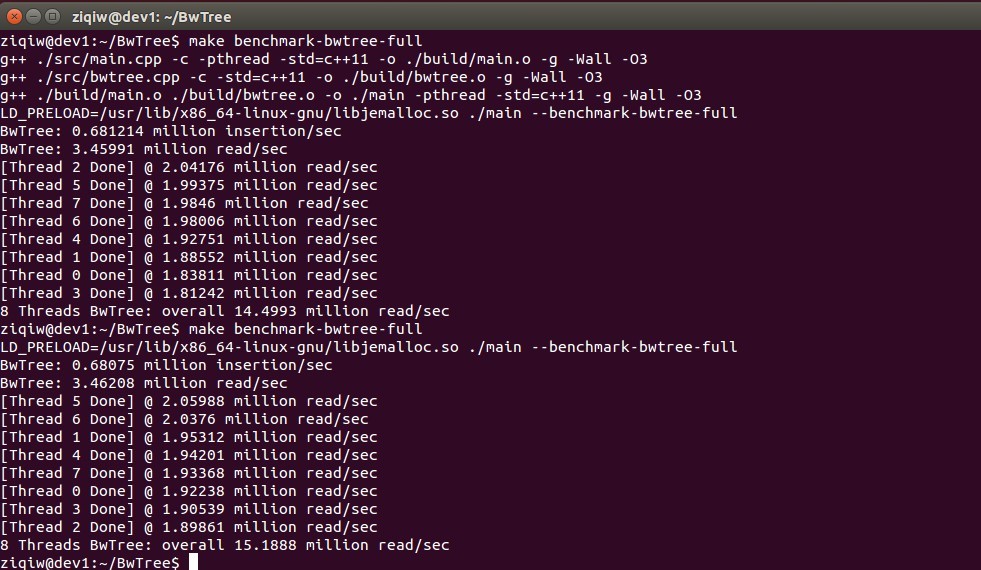 ziqiw@dev1: ~/BwTree
ziqiw@dev1:~/BwTree$ make benchmark-bwtree-full
g++ ./src/main.cpp -c -pthread -std=c++11 -o ./build/main.o -g -Wall -O3
g++ ./src/bwtree.cpp -c -std=c++11 -o ./build/bwtree.o -g -Wall -O3
g++ ./build/main.o ./build/bwtree.o -o ./main -pthread -std=c++11 -g -Wall -O3
LD_PRELOAD=/usr/lib/x86_64-linux-gnu/libjemalloc.so ./main --benchmark-bwtree-full
BwTree: 0.681214 million insertion/sec
BwTree: 3.45991 million read/sec
[Thread 2 Done] @ 2.04176 million read/sec
[Thread 5 Done] @ 1.99375 million read/sec
[Thread 7 Done] @ 1.9846 million read/sec
[Thread 6 Done] @ 1.98006 million read/sec
[Thread 4 Done] @ 1.92751 million read/sec
[Thread 1 Done] @ 1.88552 million read/sec
[Thread 0 Done] @ 1.83811 million read/sec
[Thread 3 Done] @ 1.81242 million read/sec
8 Threads BwTree: overall 14.4993 million read/sec
ziqiw@dev1:~/BwTree$ make benchmark-bwtree-full
LD_PRELOAD=/usr/lib/x86_64-linux-gnu/libjemalloc.so ./main --benchmark-bwtree-full
BwTree: 0.68075 million insertion/sec
BwTree: 3.46208 million read/sec
[Thread 5 Done] @ 2.05988 million read/sec
[Thread 6 Done] @ 2.0376 million read/sec
[Thread 1 Done] @ 1.95312 million read/sec
[Thread 4 Done] @ 1.94201 million read/sec
[Thread 7 Done] @ 1.93368 million read/sec
[Thread 0 Done] @ 1.92238 million read/sec
[Thread 3 Done] @ 1.90539 million read/sec
[Thread 2 Done] @ 1.89861 million read/sec
8 Threads BwTree: overall 15.1888 million read/sec
ziqiw@dev1:~/BwTree$